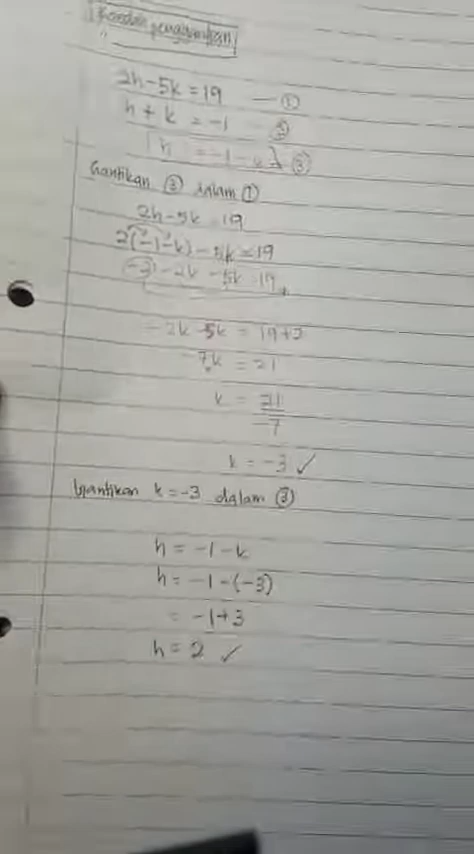 Kaedah penggantian
2h - 5k = 19 — ①
h + k = -1 — ②
h = -1 - k — ③
Gantikan ③ dalam ①
2h - 5k = 19
2(-1 - k) - 5k = 19
-2 - 2k - 5k = 19
-2k - 5k = 19 + 2
-7k = 21
k = 21/-7
k = -3 ✓
Gantikan k = -3 dalam ③
h = -1 - k
h = -1 - (-3)
= -1 + 3
h = 2 ✓